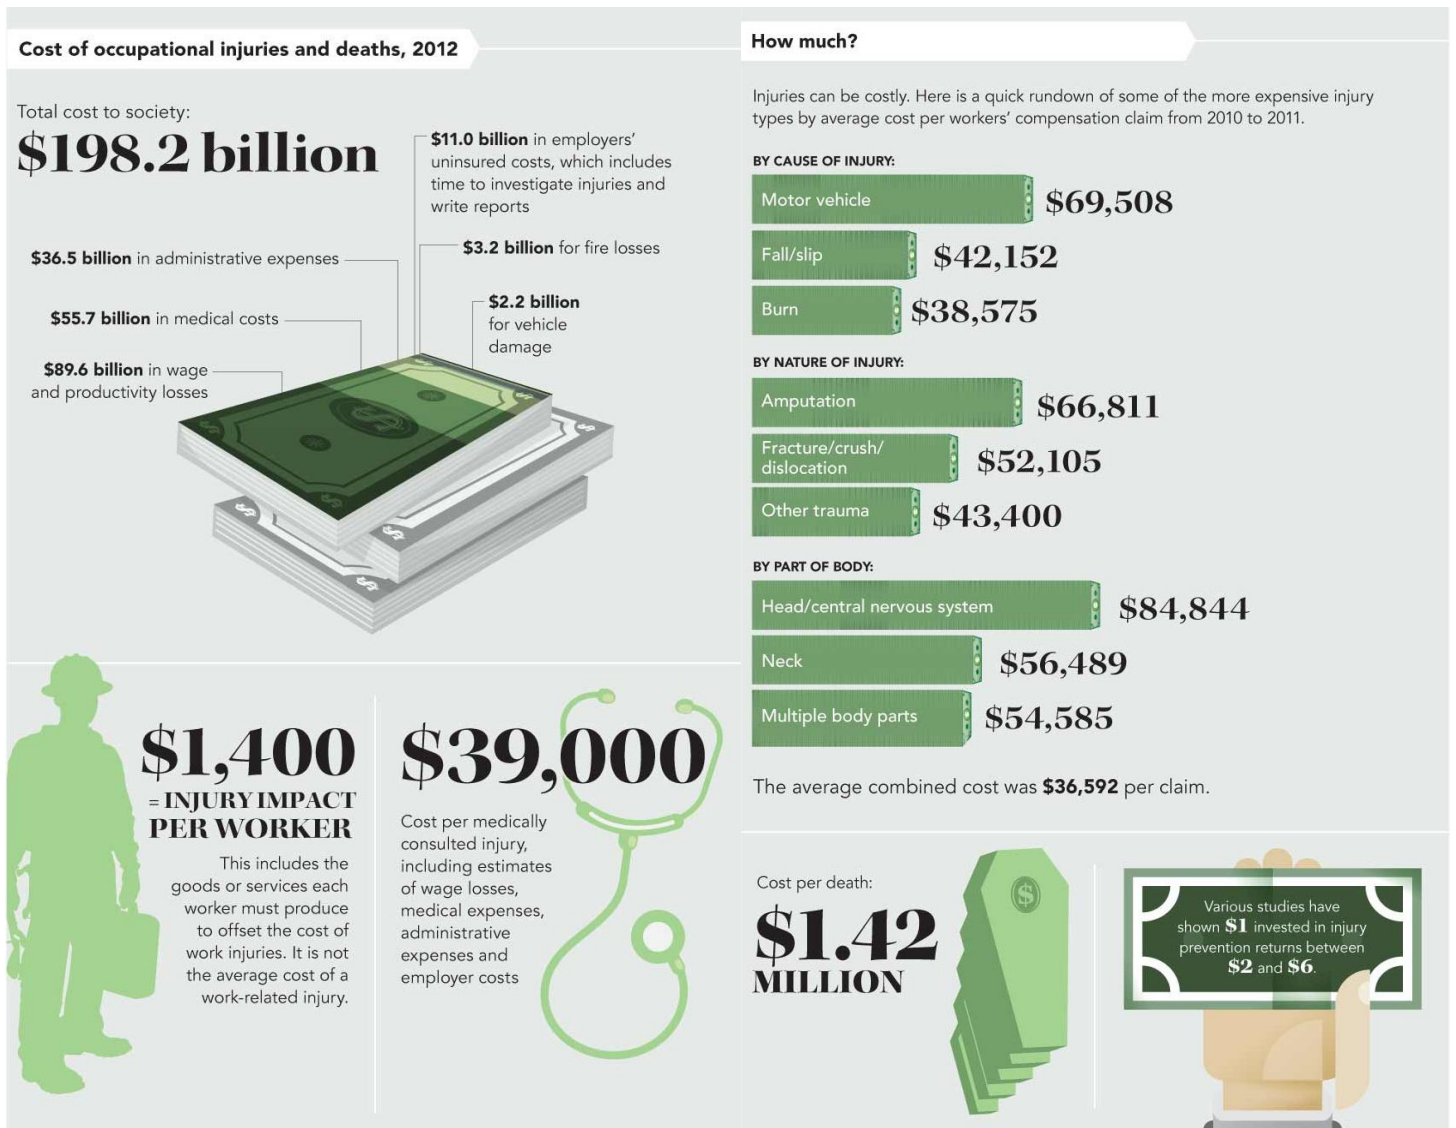 Cost of occupational injuries and deaths, 2012
Total cost to society:
$198.2 billion
$11.0 billion in employers'
uninsured costs, which includes
time to investigate injuries and
write reports
$3.2 billion for fire losses
$36.5 billion in administrative expenses
$2.2 billion
for vehicle
damage
$55.7 billion in medical costs
$89.6 billion in wage
and productivity losses
$1,400
= INJURY IMPACT
PER WORKER
This includes the
goods or services each
worker must produce
to offset the cost of
work injuries. It is not
the average cost of a
work-related injury.
$39,000
Cost per medically
consulted injury,
including estimates
of wage losses,
medical expenses,
administrative
expenses and
employer costs
How much?
Injuries can be costly. Here is a quick rundown of some of the more expensive injury
types by average cost per workers' compensation claim from 2010 to 2011.
BY CAUSE OF INJURY:
Motor vehicle $69,508
Fall/slip $42,152
Burn $38,575
BY NATURE OF INJURY:
Amputation $66,811
Fracture/crush/
dislocation $52,105
Other trauma $43,400
BY PART OF BODY:
Head/central nervous system $84,844
Neck $56,489
Multiple body parts $54,585
The average combined cost was $36,592 per claim.
Cost per death:
$1.42
MILLION
$
Various studies have
shown $1 invested in injury
prevention returns between
$2 and $6.